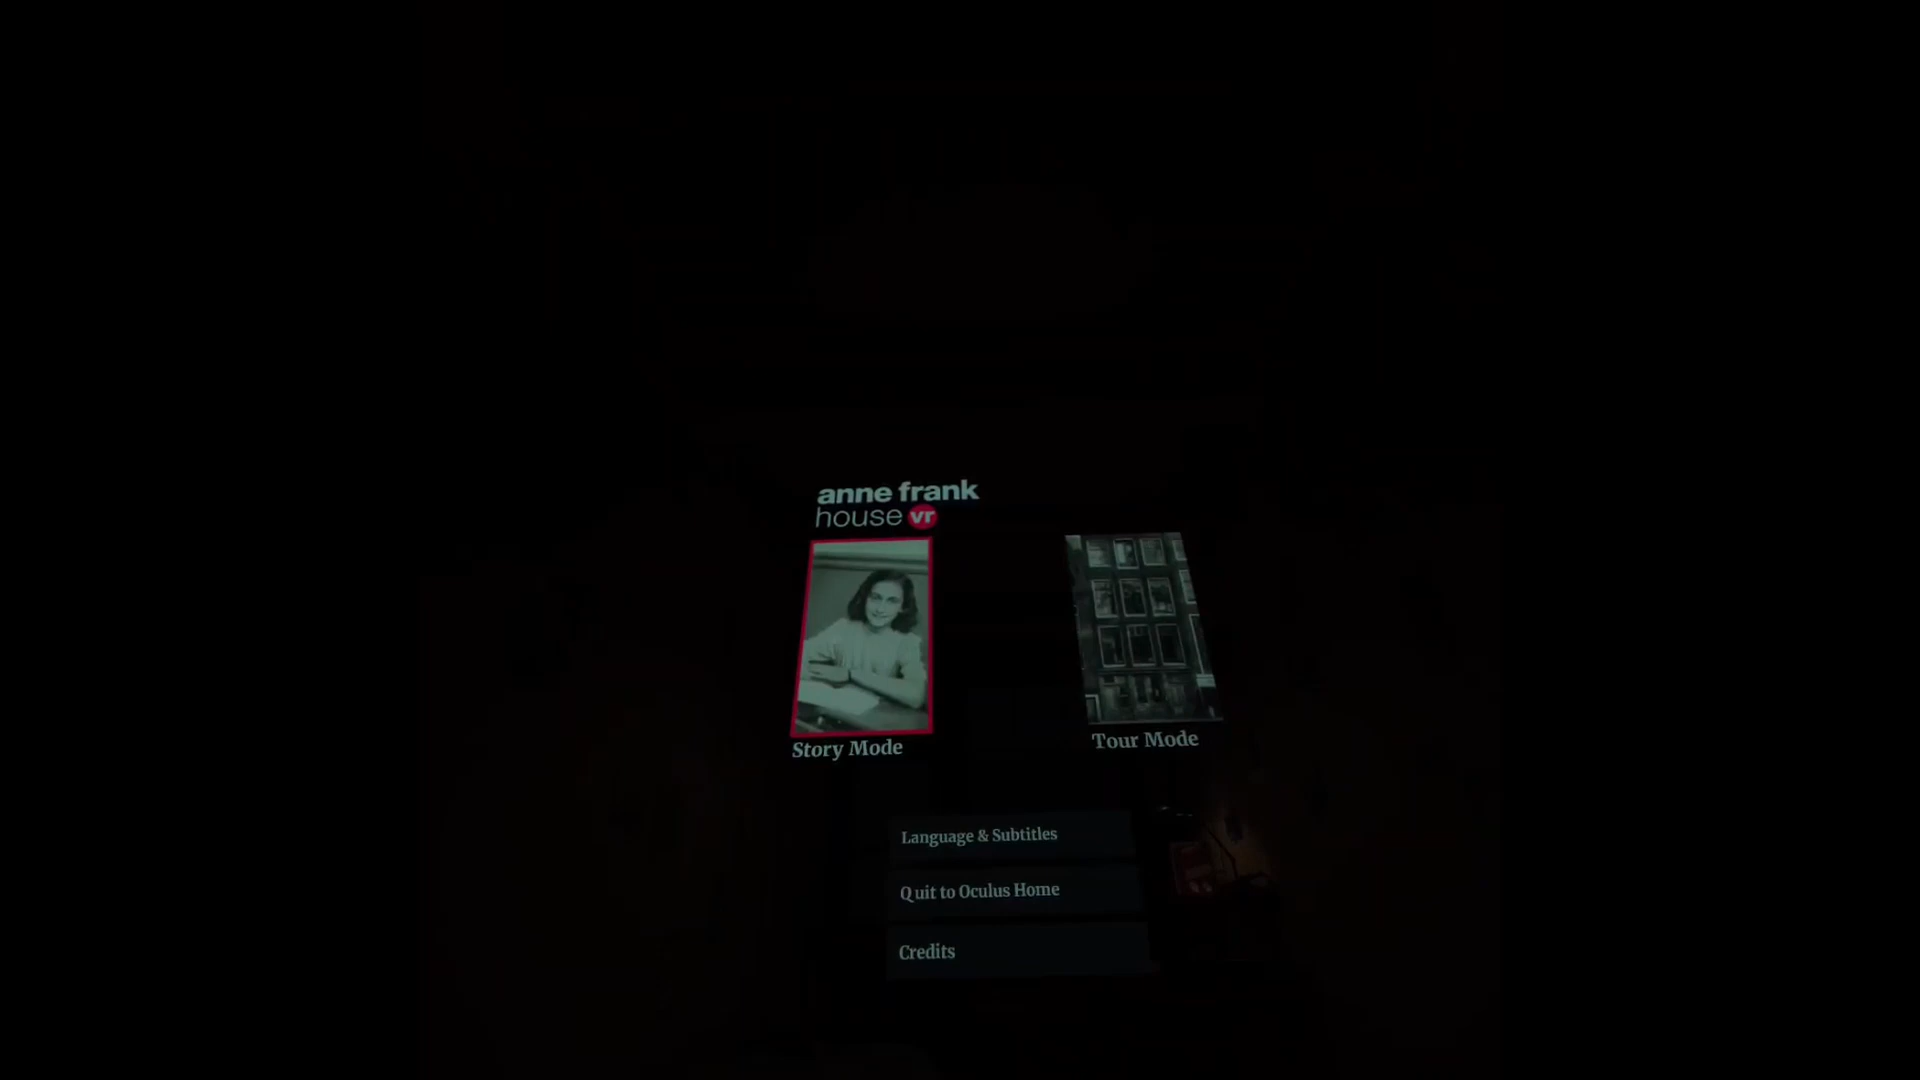 anne frank
house vr
Story Mode
Tour Mode
Language & Subtitles
Quit to Oculus Home
Credits